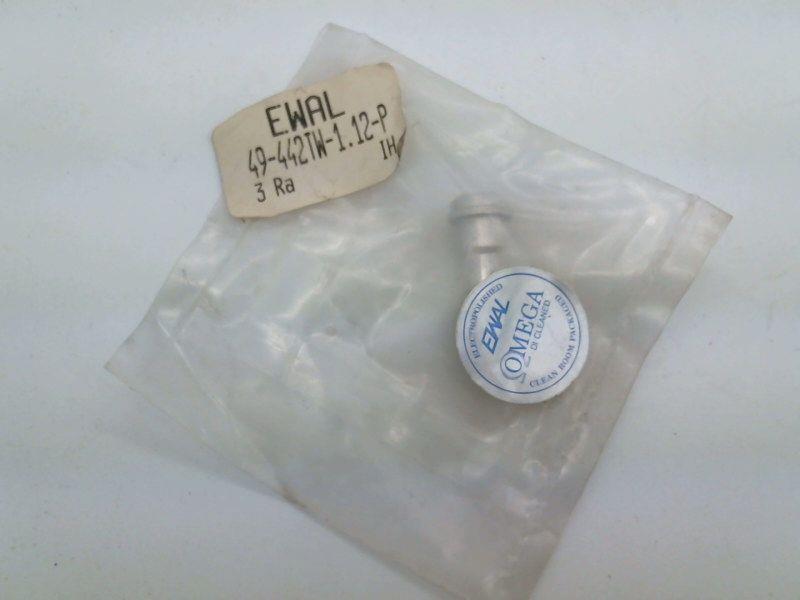 EWAL
49-442TW-1.12-P
IH
3 Ra
ELECTROPOLISHED
EWAL
OMEGA
DI CLEANED
CLEAN ROOM PACKAGED